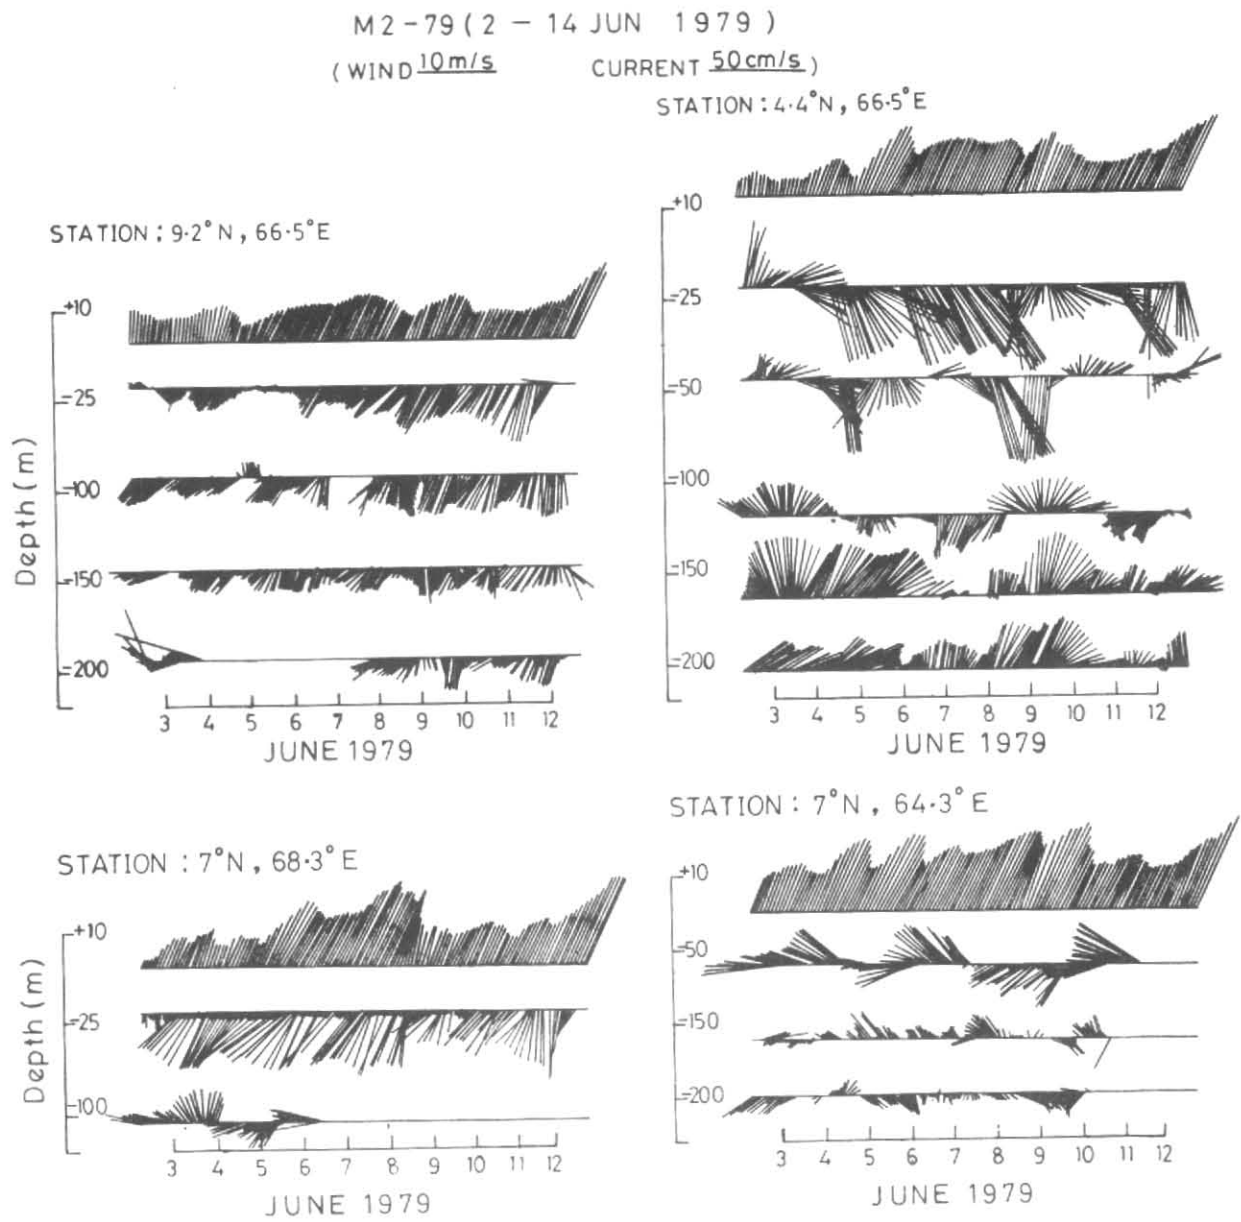 M2-79(2 - 14 JUN 1979)
(WIND 10m/s CURRENT 50cm/s)
STATION: 4·4°N, 66·5°E
+10
-25
-50
-100
-150
-200
3 4 5 6 7 8 9 10 11 12
JUNE 1979
STATION: 9·2°N, 66·5°E
+10
-25
-100
-150
-200
Depth (m)
3 4 5 6 7 8 9 10 11 12
JUNE 1979
STATION: 7°N, 68·3°E
+10
-25
-100
Depth (m)
3 4 5 6 7 8 9 10 11 12
JUNE 1979
STATION: 7°N, 64·3°E
+10
-50
-150
-200
3 4 5 6 7 8 9 10 11 12
JUNE 1979